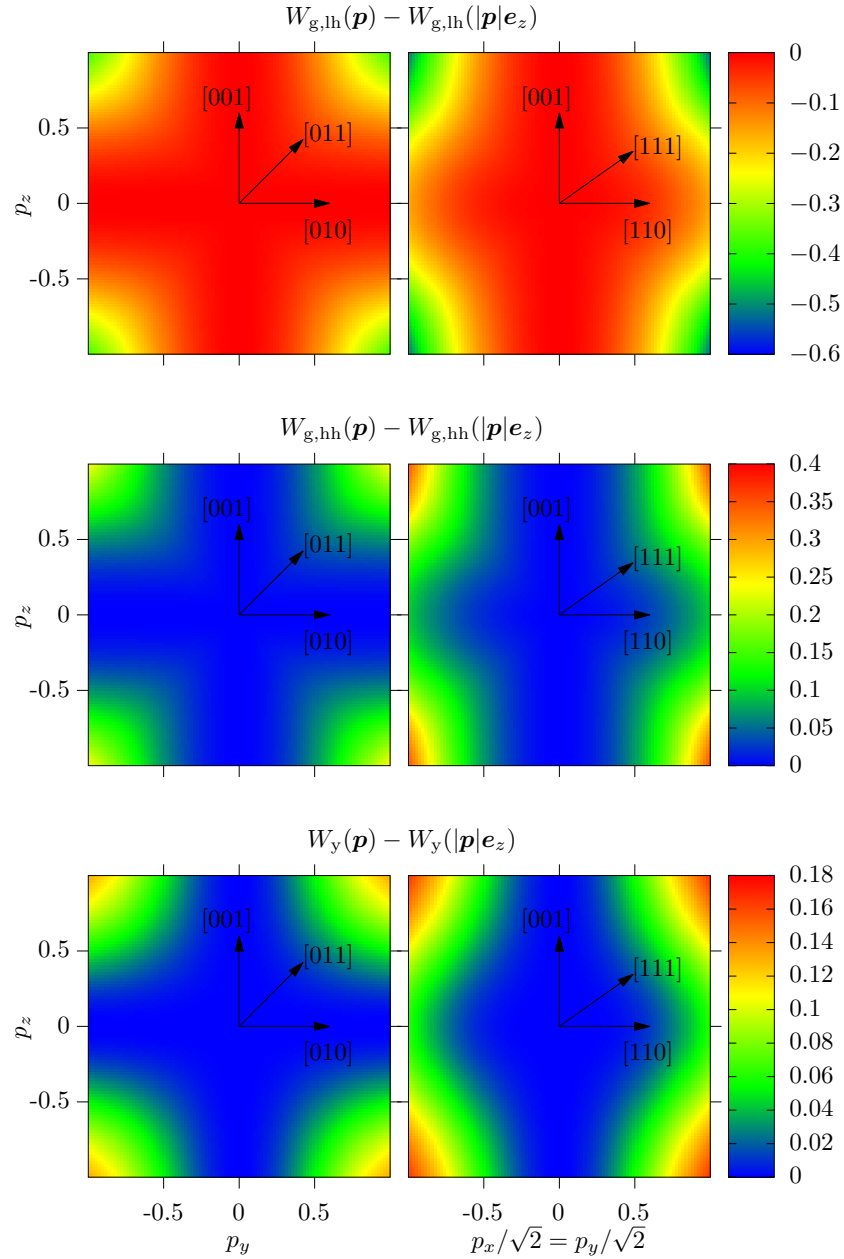 W_{g,lh}(p) − W_{g,lh}(|p|e_z)
[001] [011] [010]
[001] [111] [110]
p_z
0.5
0
-0.5
0
−0.1
−0.2
−0.3
−0.4
−0.5
−0.6
W_{g,hh}(p) − W_{g,hh}(|p|e_z)
[001] [011] [010]
[001] [111] [110]
p_z
0.5
0
-0.5
0.4
0.35
0.3
0.25
0.2
0.15
0.1
0.05
0
W_y(p) − W_y(|p|e_z)
[001] [011] [010]
[001] [111] [110]
p_z
0.5
0
-0.5
0.18
0.16
0.14
0.12
0.1
0.08
0.06
0.04
0.02
0
-0.5 0 0.5
-0.5 0 0.5
p_y
p_x/√2 = p_y/√2